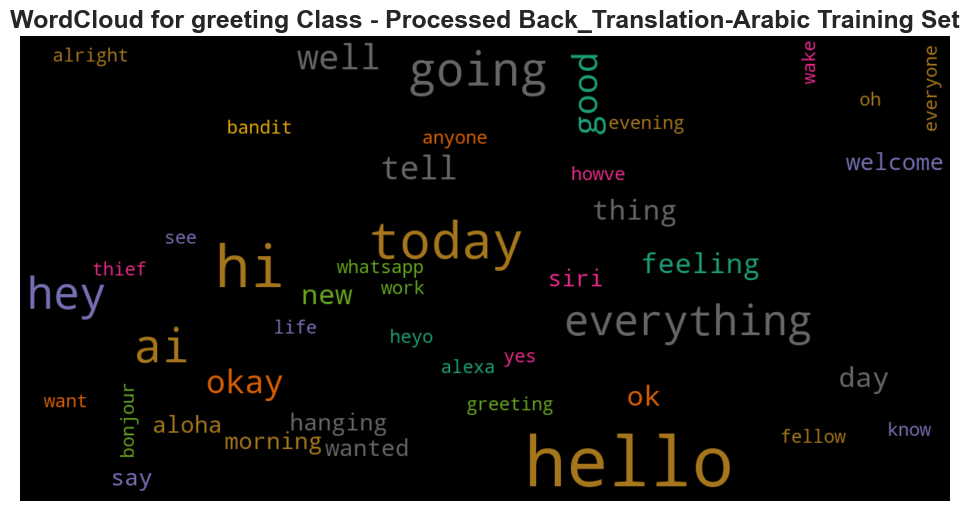 WordCloud for greeting Class - Processed Back_Translation-Arabic Training Set
alright
well
going
good
wake
everyone
oh
bandit
anyone
evening
tell
howve
welcome
thing
see
hi
today
thief
whatsapp
siri
feeling
hey
new
work
everything
life
heyo
ai
yes
alexa
okay
day
want
bonjour
greeting
ok
aloha
hanging
morning
wanted
hello
fellow
know
say